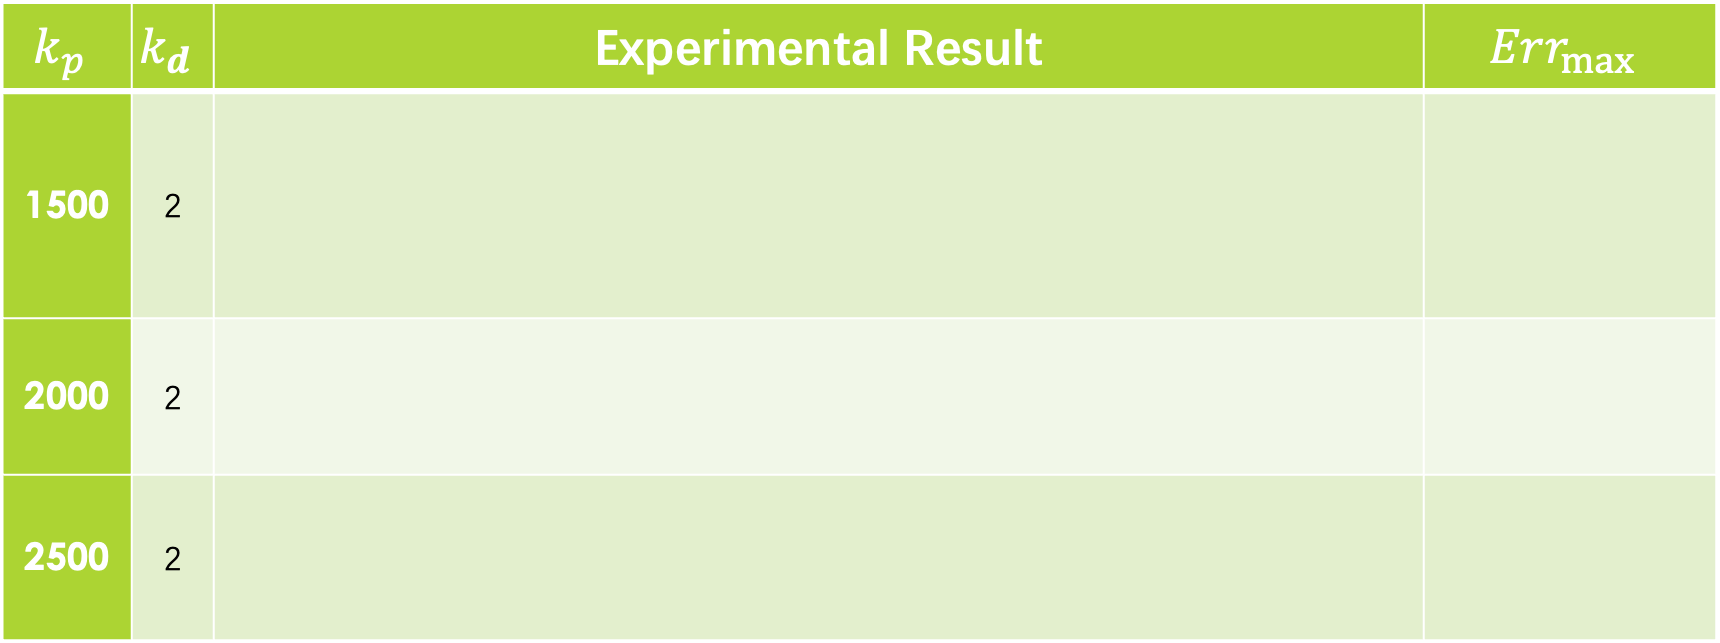 k_p k_d Experimental Result Err_max
1500 2
2000 2
2500 2